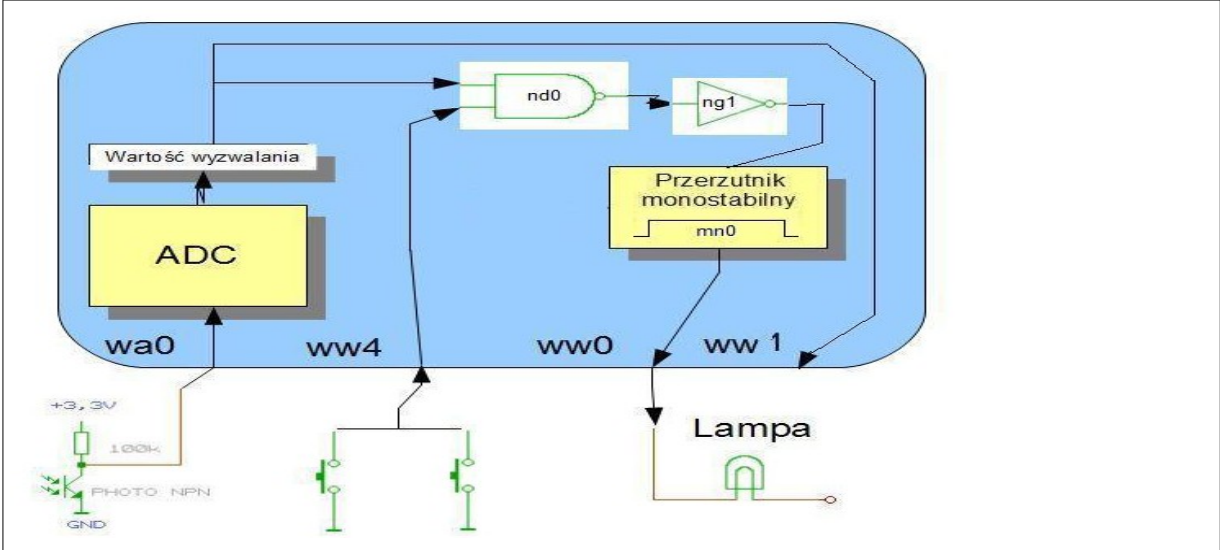 nd0
ng1
Wartość wyzwalania
Przerzutnik
monostabilny
mn0
ADC
wa0
ww4
ww0
ww 1
+3,3V
100k
PHOTO NPN
GND
Lampa